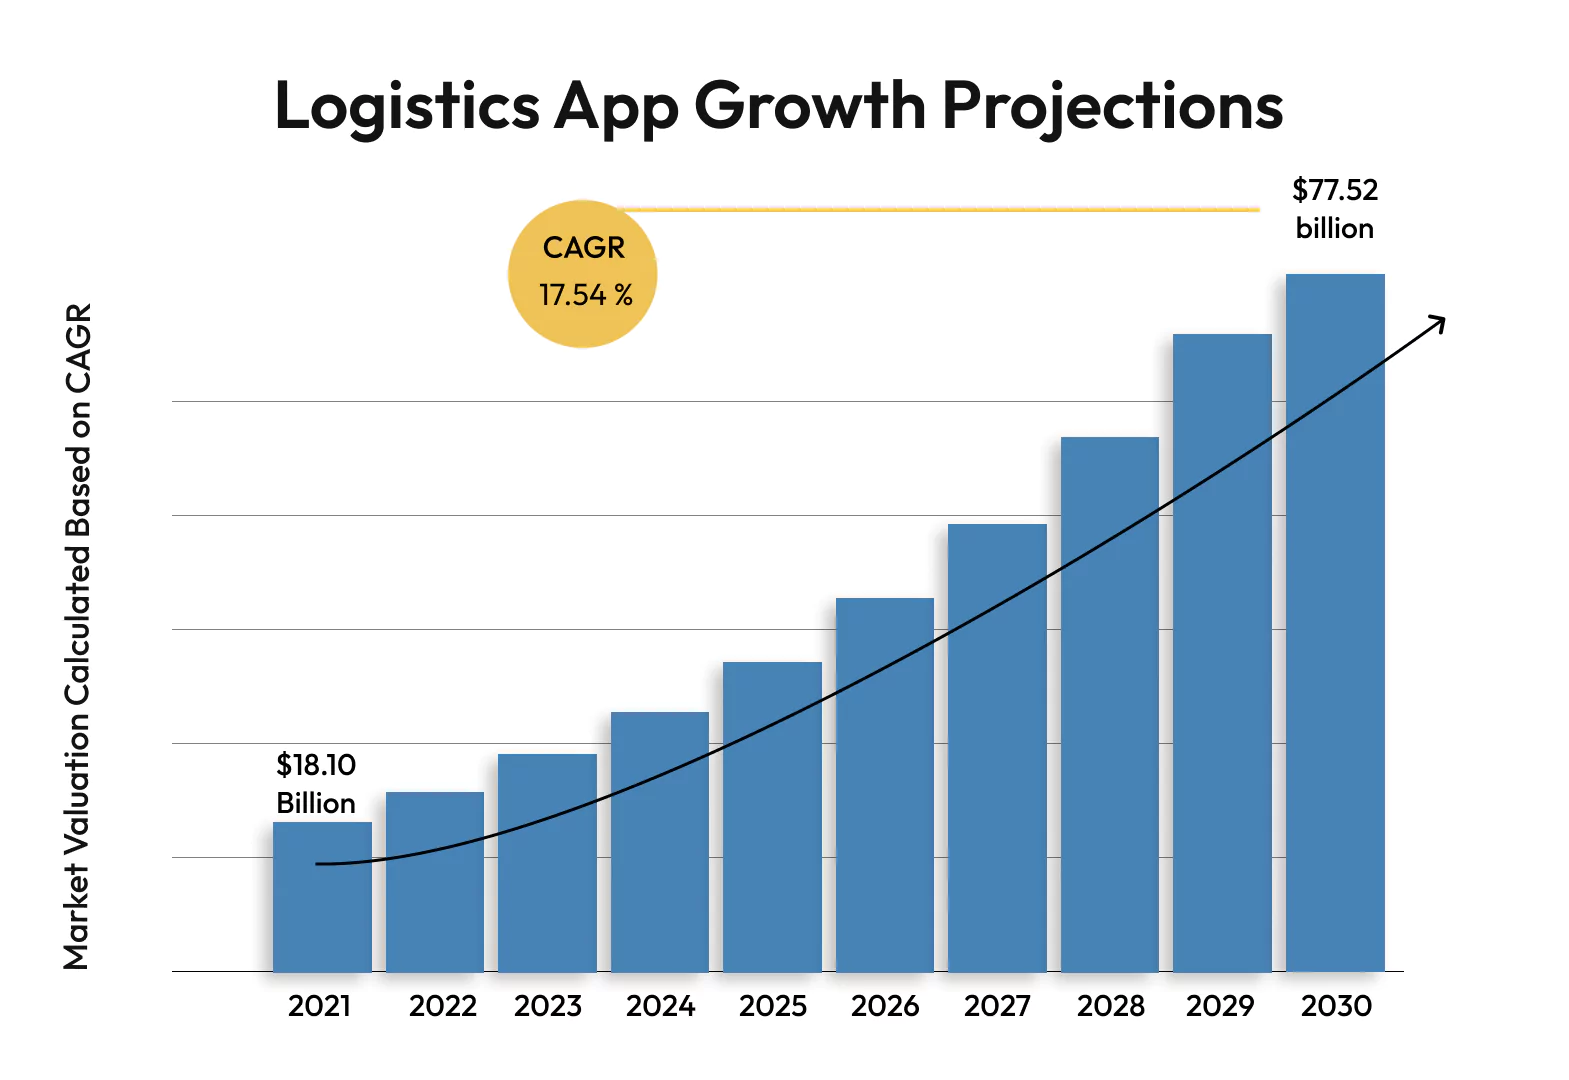 Logistics App Growth Projections
$77.52
billion
CAGR
17.54 %
Market Valuation Calculated Based on CAGR
$18.10
Billion
2021 2022 2023 2024 2025 2026 2027 2028 2029 2030